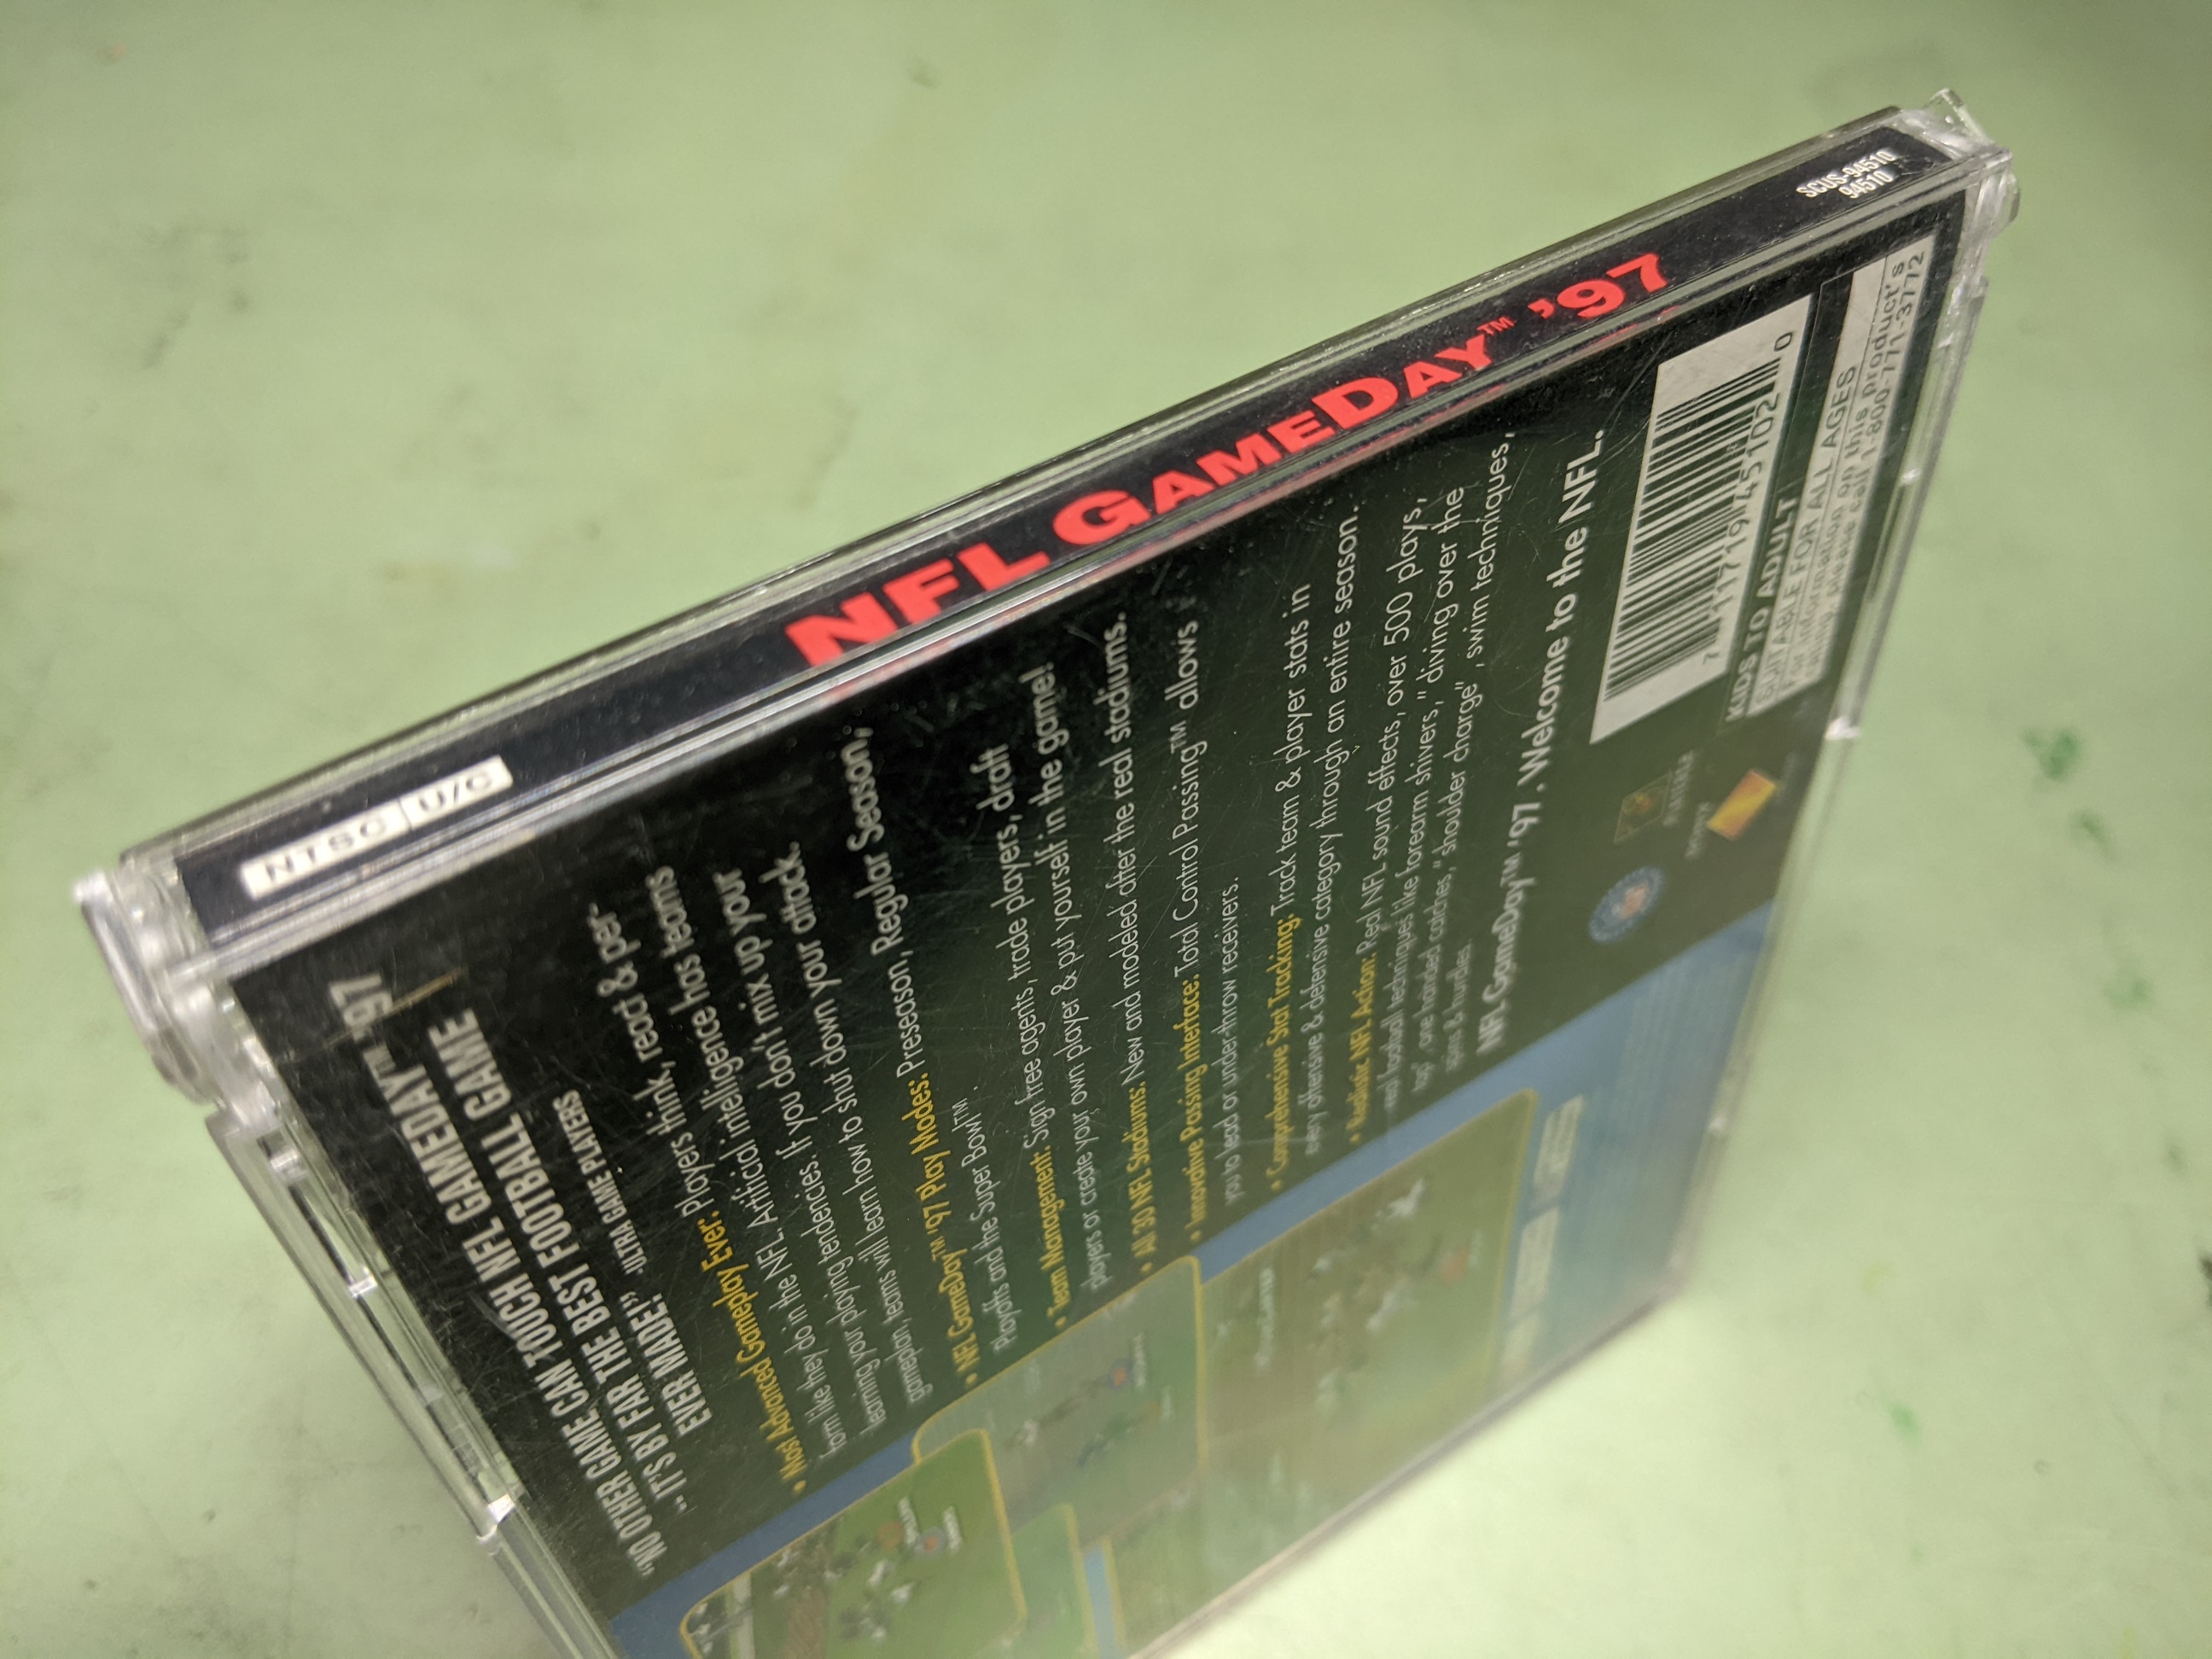 NTSC U/C
NFL GAMEDAY™ '97
SCUS-94510
94510
"NO OTHER GAME CAN TOUCH NFL GAMEDAY™ '97
... IT'S BY FAR THE BEST FOOTBALL GAME
EVER MADE!" -ULTRA GAME PLAYERS
• Most Advanced Gameplay Ever: Players think, react & per-
form like they do in the NFL. Artificial intelligence has teams
learning your playing tendencies. If you don't mix up your
gameplan, teams will learn how to shut down your attack.
• NFL GameDay™ '97 Play Modes: Preseason, Regular Season,
Playoffs and the Super Bowl™.
• Team Management: Sign free agents, trade players, draft
players or create your own player & put yourself in the game!
• All 30 NFL Stadiums: New and modeled after the real stadiums.
• Innovative Passing Interface: Total Control Passing™ allows
you to lead or under-throw receivers.
• Comprehensive Stat Tracking: Track team & player stats in
every offensive & defensive category through an entire season.
• Realistic NFL Action: Real NFL sound effects, over 500 plays,
real football techniques like forearm shivers, "diving over the
top", one handed catches, "shoulder charge", swim techniques,
spins & hurdles.
NFL GameDay™ '97. Welcome to the NFL.
7 11719 45102 0
KIDS TO ADULT
SUITABLE FOR ALL AGES
For information on this product's
rating, please call 1-800-771-3772
PLAYERS